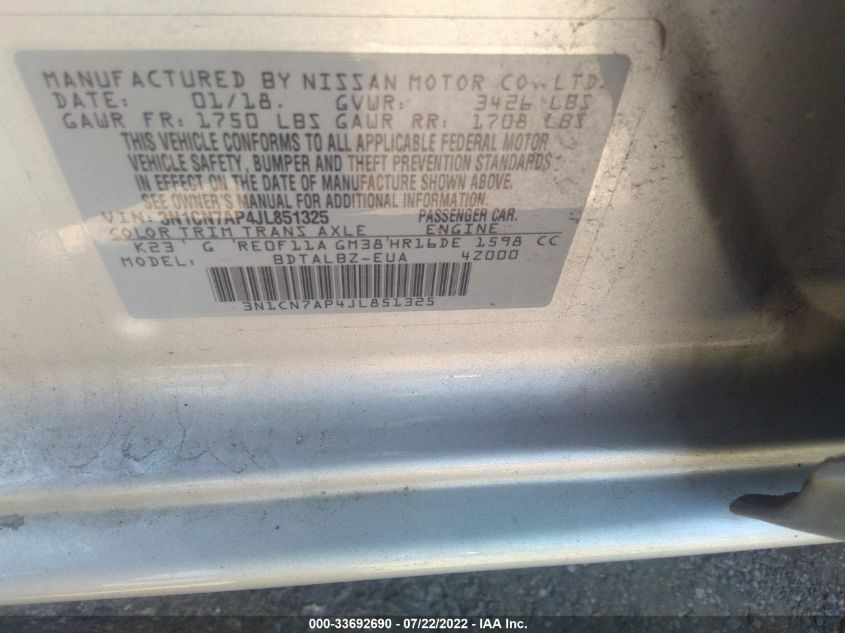 MANUFACTURED BY NISSAN MOTOR CO., LTD.
DATE: 01/18. GVWR: 3426 LBS
GAWR FR: 1750 LBS GAWR RR: 1708 LBS
THIS VEHICLE CONFORMS TO ALL APPLICABLE FEDERAL MOTOR
VEHICLE SAFETY, BUMPER AND THEFT PREVENTION STANDARDS
IN EFFECT ON THE DATE OF MANUFACTURE SHOWN ABOVE.
SEE OWNER'S MANUAL FOR ADDITIONAL INFORMATION.
VIN: 3N1CN7AP4JL851325 PASSENGER CAR.
COLOR TRIM TRANS AXLE ENGINE
K23 G RE0F11A GM38 HR16DE 1598 CC
MODEL: BDTALBZ-EUA 4Z000
3N1CN7AP4JL851325
000-33692690 - 07/22/2022 - IAAI, Inc.